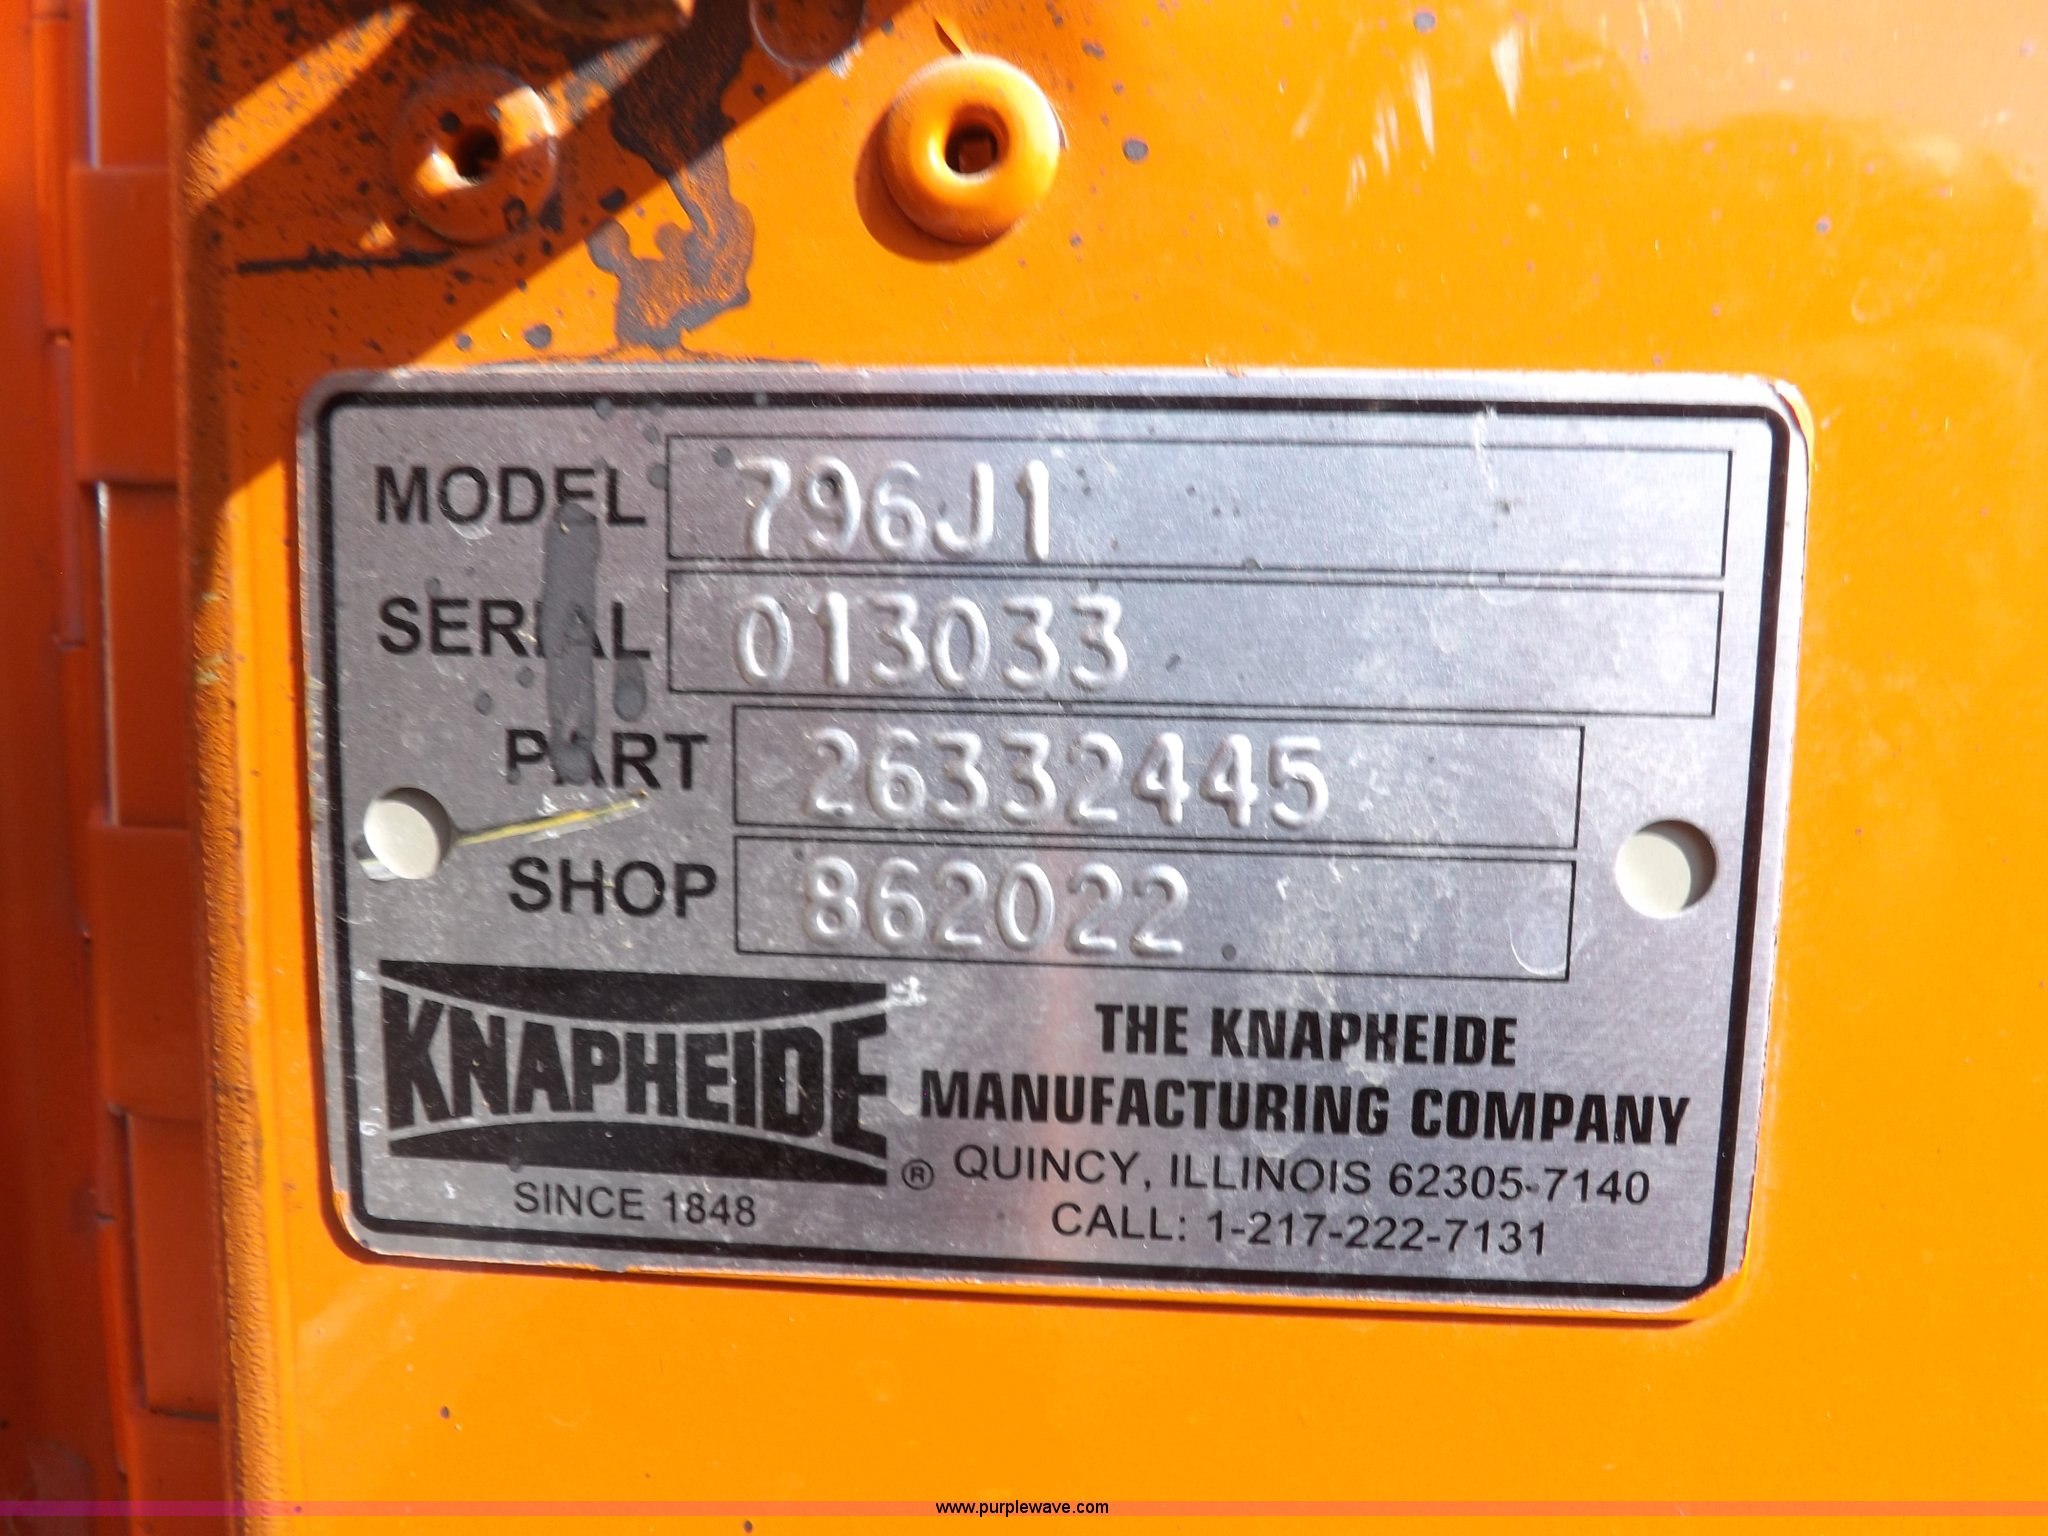 MODEL 796J1
SERIAL 013033
PART 26332445
SHOP 862022
KNAPHEIDE ®
SINCE 1848
THE KNAPHEIDE
MANUFACTURING COMPANY
QUINCY, ILLINOIS 62305-7140
CALL: 1-217-222-7131
www.purplewave.com